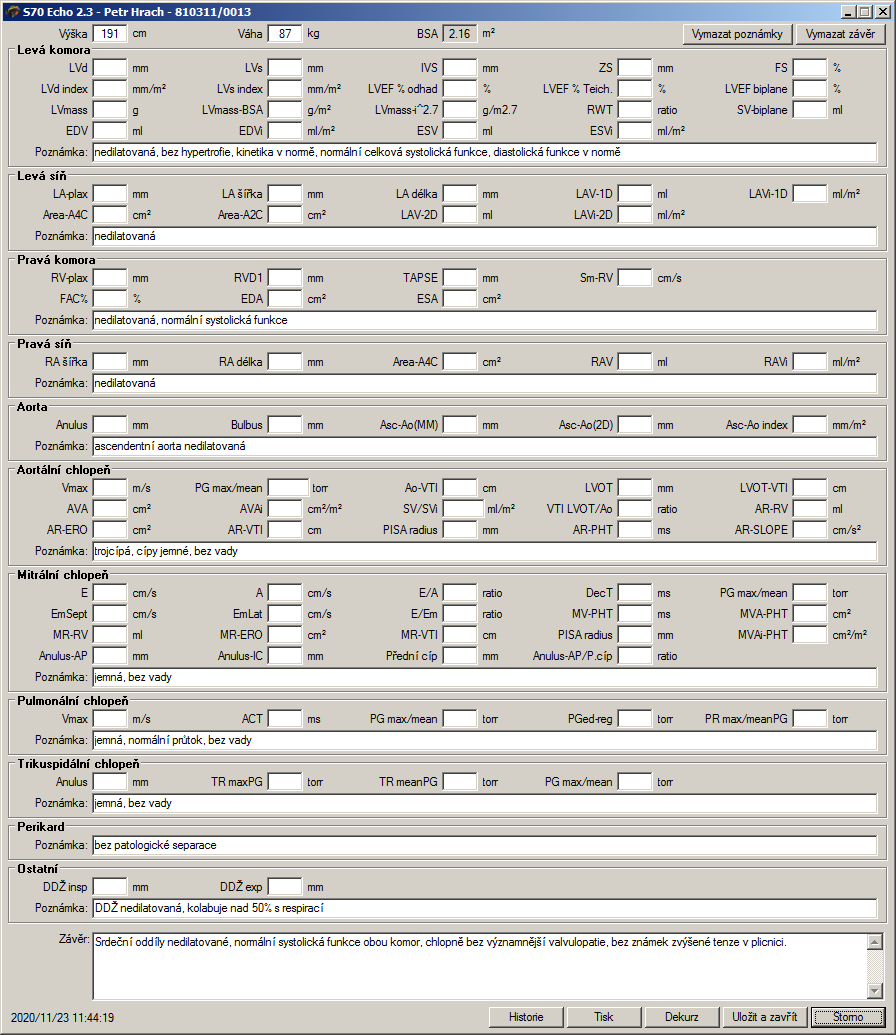 S70 Echo 2.3 - Petr Hrach - 810311/0013
Výška 191 cm Váha 87 kg BSA 2.16 m² Vymazat poznámky Vymazat závěr
Levá komora
LVd mm LVs mm IVS mm ZS mm FS %
LVd index mm/m² LVs index mm/m² LVEF % odhad % LVEF % Teich. % LVEF biplane %
LVmass g LVmass-BSA g/m² LVmass-i^2.7 g/m2.7 RWT ratio SV-biplane ml
EDV ml EDVi ml/m² ESV ml ESVi ml/m²
Poznámka: nedilatovaná, bez hypertrofie, kinetika v normě, normální celková systolická funkce, diastolická funkce v normě
Levá síň
LA-plax mm LA šířka mm LA délka mm LAV-1D ml LAVi-1D ml/m²
Area-A4C cm² Area-A2C cm² LAV-2D ml LAVi-2D ml/m²
Poznámka: nedilatovaná
Pravá komora
RV-plax mm RVD1 mm TAPSE mm Sm-RV cm/s
FAC% % EDA cm² ESA cm²
Poznámka: nedilatovaná, normální systolická funkce
Pravá síň
RA šířka mm RA délka mm Area-A4C cm² RAV ml RAVi ml/m²
Poznámka: nedilatovaná
Aorta
Anulus mm Bulbus mm Asc-Ao(MM) mm Asc-Ao(2D) mm Asc-Ao index mm/m²
Poznámka: ascendentní aorta nedilatovaná
Aortální chlopeň
Vmax m/s PG max/mean torr Ao-VTI cm LVOT mm LVOT-VTI cm
AVA cm² AVAi cm²/m² SV/SVi ml/m² VTI LVOT/Ao ratio AR-RV ml
AR-ERO cm² AR-VTI cm PISA radius mm AR-PHT ms AR-SLOPE cm/s²
Poznámka: trojcípá, cípy jemné, bez vady
Mitrální chlopeň
E cm/s A cm/s E/A ratio DecT ms PG max/mean torr
EmSept cm/s EmLat cm/s E/Em ratio MV-PHT ms MVA-PHT cm²
MR-RV ml MR-ERO cm² MR-VTI cm PISA radius mm MVAi-PHT cm²/m²
Anulus-AP mm Anulus-IC mm Přední cíp mm Anulus-AP/P.cíp ratio
Poznámka: jemná, bez vady
Pulmonální chlopeň
Vmax m/s ACT ms PG max/mean torr PGed-reg torr PR max/meanPG torr
Poznámka: jemná, normální průtok, bez vady
Trikuspidální chlopeň
Anulus mm TR maxPG torr TR meanPG torr PG max/mean torr
Poznámka: jemná, bez vady
Perikard
Poznámka: bez patologické separace
Ostatní
DDŽ insp mm DDŽ exp mm
Poznámka: DDŽ nedilatovaná, kolabuje nad 50% s respirací
Závěr: Srdeční oddíly nedilatované, normální systolická funkce obou komor, chlopně bez významnější valvulopatie, bez známek zvýšené tenze v plicnici.
2020/11/23 11:44:19 Historie Tisk Dekurz Uložit a zavřít Storno